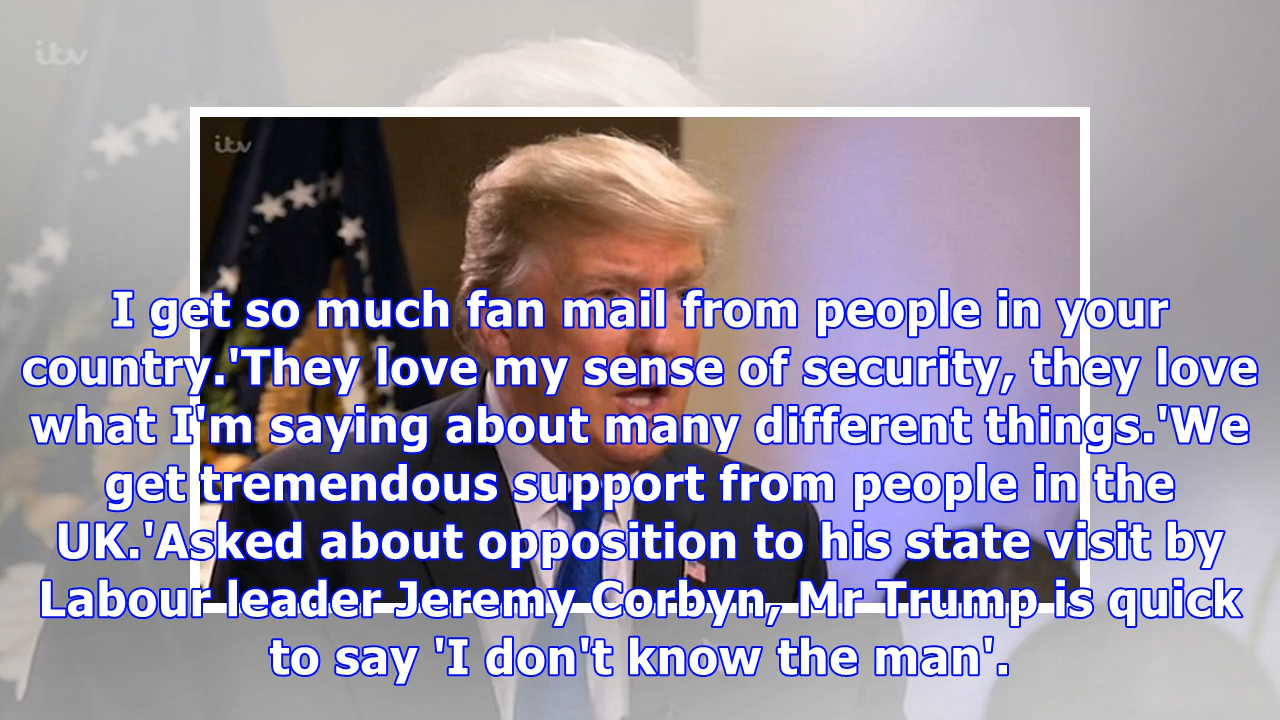 itv
itv
I get so much fan mail from people in your
country.'They love my sense of security, they love
what I'm saying about many different things.'We
get tremendous support from people in the
UK.'Asked about opposition to his state visit by
Labour leader Jeremy Corbyn, Mr Trump is quick
to say 'I don't know the man'.